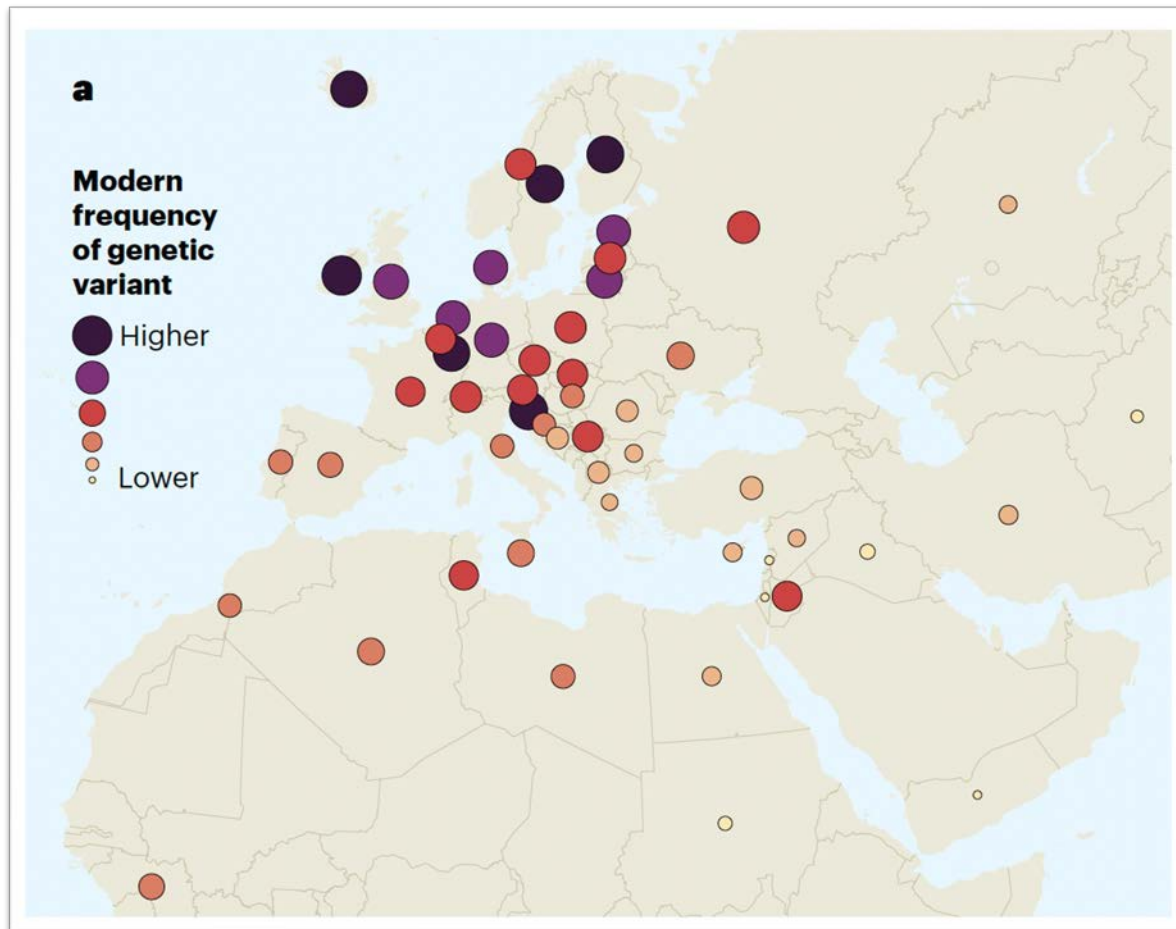 a
Modern
frequency
of genetic
variant
Higher
Lower